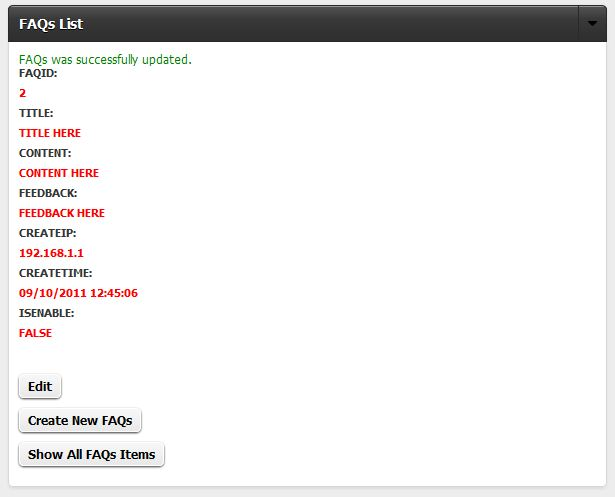 FAQs List
FAQs was successfully updated.
FAQID:
2
TITLE:
TITLE HERE
CONTENT:
CONTENT HERE
FEEDBACK:
FEEDBACK HERE
CREATEIP:
192.168.1.1
CREATETIME:
09/10/2011 12:45:06
ISENABLE:
FALSE
Edit
Create New FAQs
Show All FAQs Items